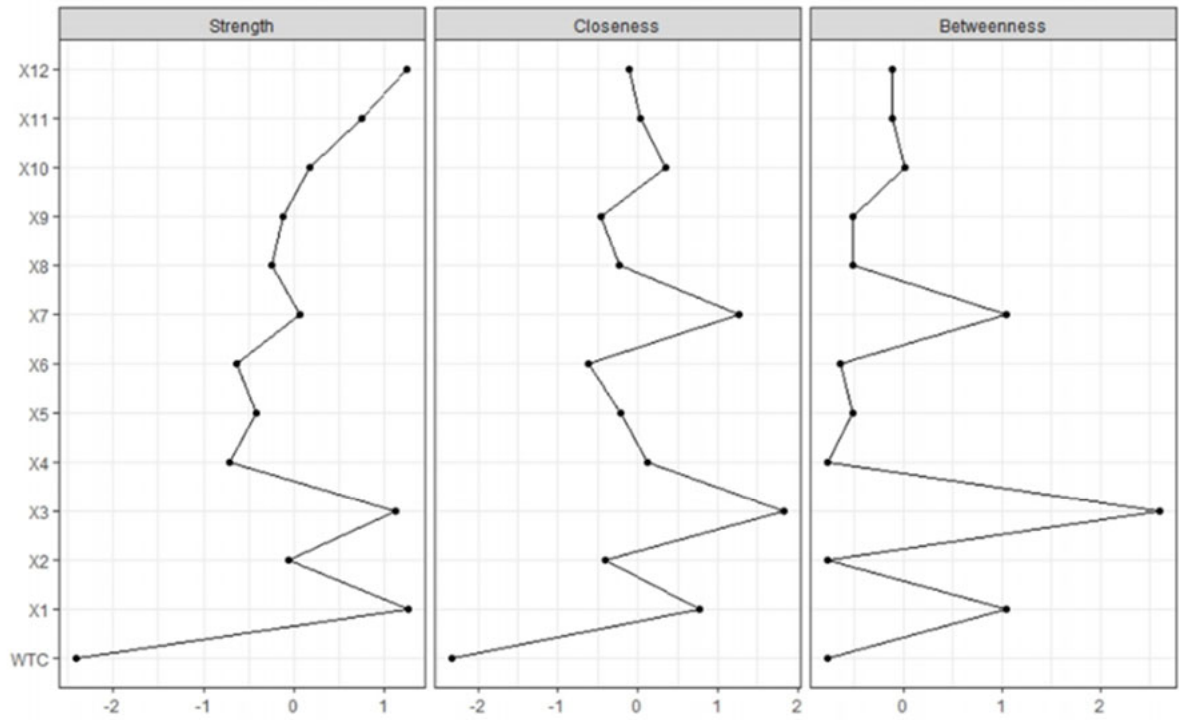 Strength Closeness Betweenness
X12
X11
X10
X9
X8
X7
X6
X5
X4
X3
X2
X1
WTC
-2 -1 0 1 -2 -1 0 1 2 0 1 2